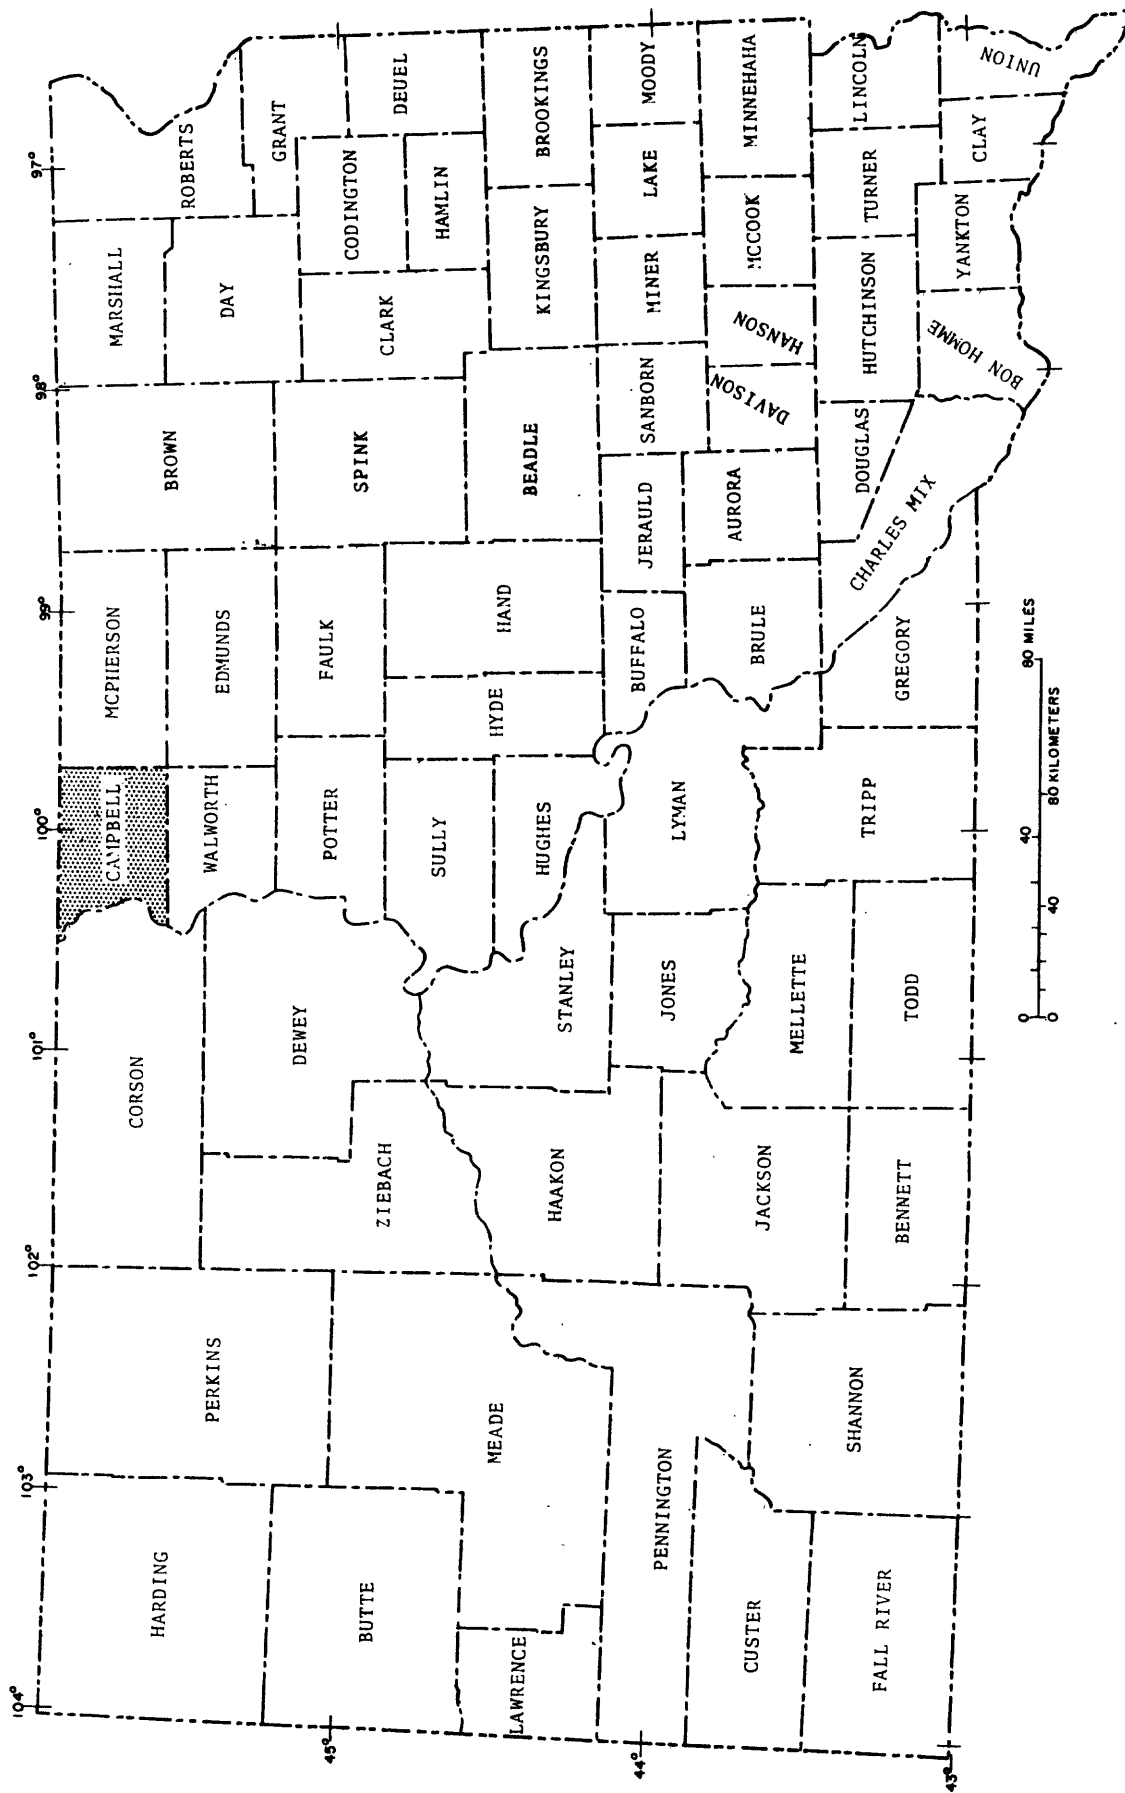 104°
103°
102°
101°
100°
99°
98°
97°
45°
44°
43°
HARDING
PERKINS
CORSON
CAMPBELL
MCPHERSON
BROWN
MARSHALL
ROBERTS
WALWORTH
EDMUNDS
DAY
GRANT
BUTTE
MEADE
ZIEBACH
DEWEY
POTTER
FAULK
SPINK
CLARK
CODINGTON
DEUEL
HAMLIN
SULLY
HYDE
HAND
BEADLE
KINGSBURY
BROOKINGS
LAWRENCE
HAAKON
STANLEY
HUGHES
PENNINGTON
JONES
LYMAN
BUFFALO
JERAULD
SANBORN
MINER
LAKE
MOODY
CUSTER
JACKSON
MELLETTE
BRULE
AURORA
DAVISON
HANSON
MCCOOK
MINNEHAHA
FALL RIVER
SHANNON
BENNETT
TODD
TRIPP
GREGORY
CHARLES MIX
DOUGLAS
HUTCHINSON
TURNER
LINCOLN
BON HOMME
YANKTON
CLAY
UNION
0 40 80 MILES
0 40 80 KILOMETERS